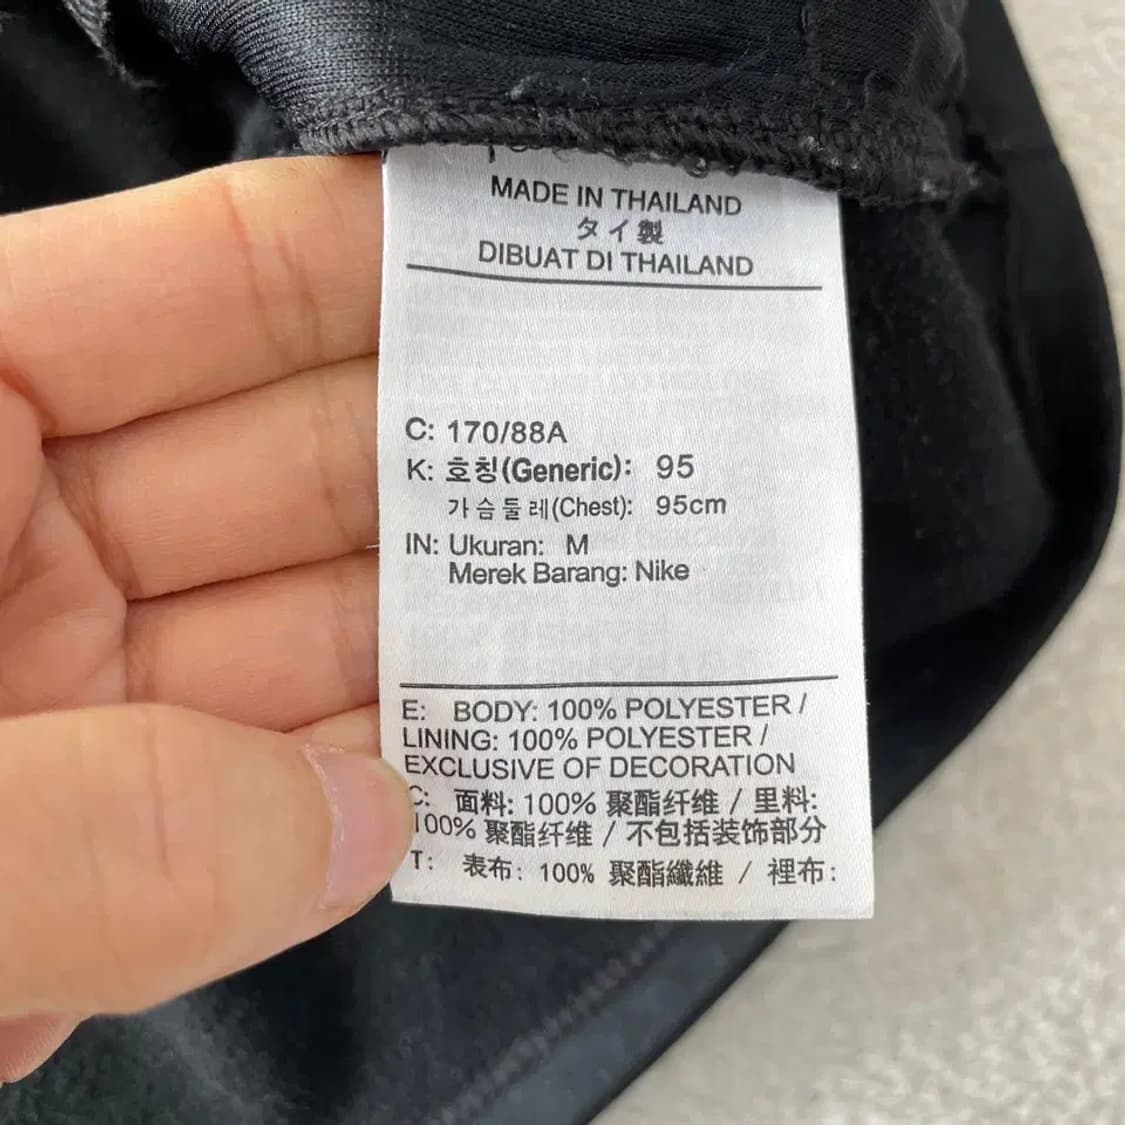 MADE IN THAILAND
タイ製
DIBUAT DI THAILAND
C: 170/88A
K: 호칭(Generic): 95
가슴둘레(Chest): 95cm
IN: Ukuran: M
Merek Barang: Nike
E: BODY: 100% POLYESTER /
LINING: 100% POLYESTER /
EXCLUSIVE OF DECORATION
C: 面料: 100% 聚酯纤维 / 里料:
100% 聚酯纤维 / 不包括装饰部分
T: 表布: 100% 聚酯纖維 / 裡布: